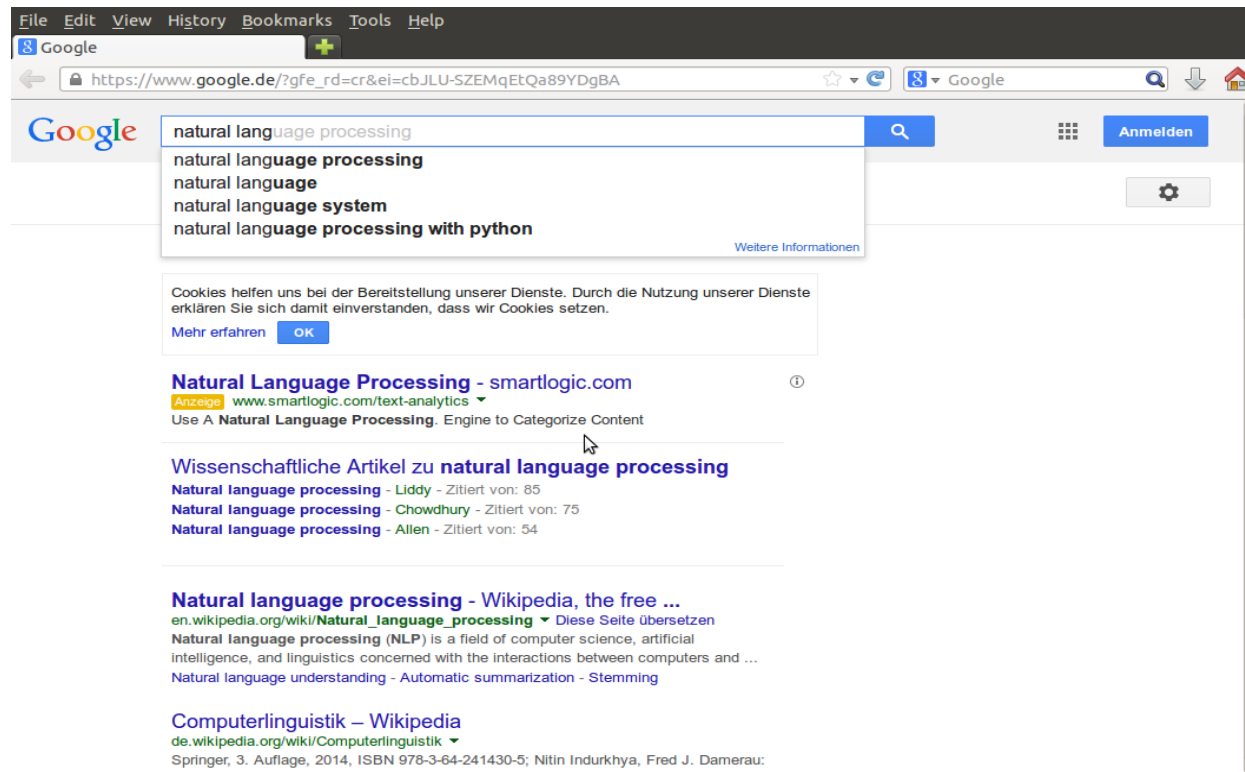 File Edit View History Bookmarks Tools Help
8 Google
https://www.google.de/?gfe_rd=cr&ei=cbJLU-SZEMqEtQa89YDgBA 8 Google
Google natural language processing Anmelden
natural language processing
natural language
natural language system
natural language processing with python
Weitere Informationen
Cookies helfen uns bei der Bereitstellung unserer Dienste. Durch die Nutzung unserer Dienste
erklären Sie sich damit einverstanden, dass wir Cookies setzen.
Mehr erfahren OK
Natural Language Processing - smartlogic.com
Anzeige www.smartlogic.com/text-analytics
Use A Natural Language Processing. Engine to Categorize Content
Wissenschaftliche Artikel zu natural language processing
Natural language processing - Liddy - Zitiert von: 85
Natural language processing - Chowdhury - Zitiert von: 75
Natural language processing - Allen - Zitiert von: 54
Natural language processing - Wikipedia, the free ...
en.wikipedia.org/wiki/Natural_language_processing Diese Seite übersetzen
Natural language processing (NLP) is a field of computer science, artificial
intelligence, and linguistics concerned with the interactions between computers and ...
Natural language understanding - Automatic summarization - Stemming
Computerlinguistik – Wikipedia
de.wikipedia.org/wiki/Computerlinguistik
Springer, 3. Auflage, 2014, ISBN 978-3-64-241430-5; Nitin Indurkhya, Fred J. Damerau: